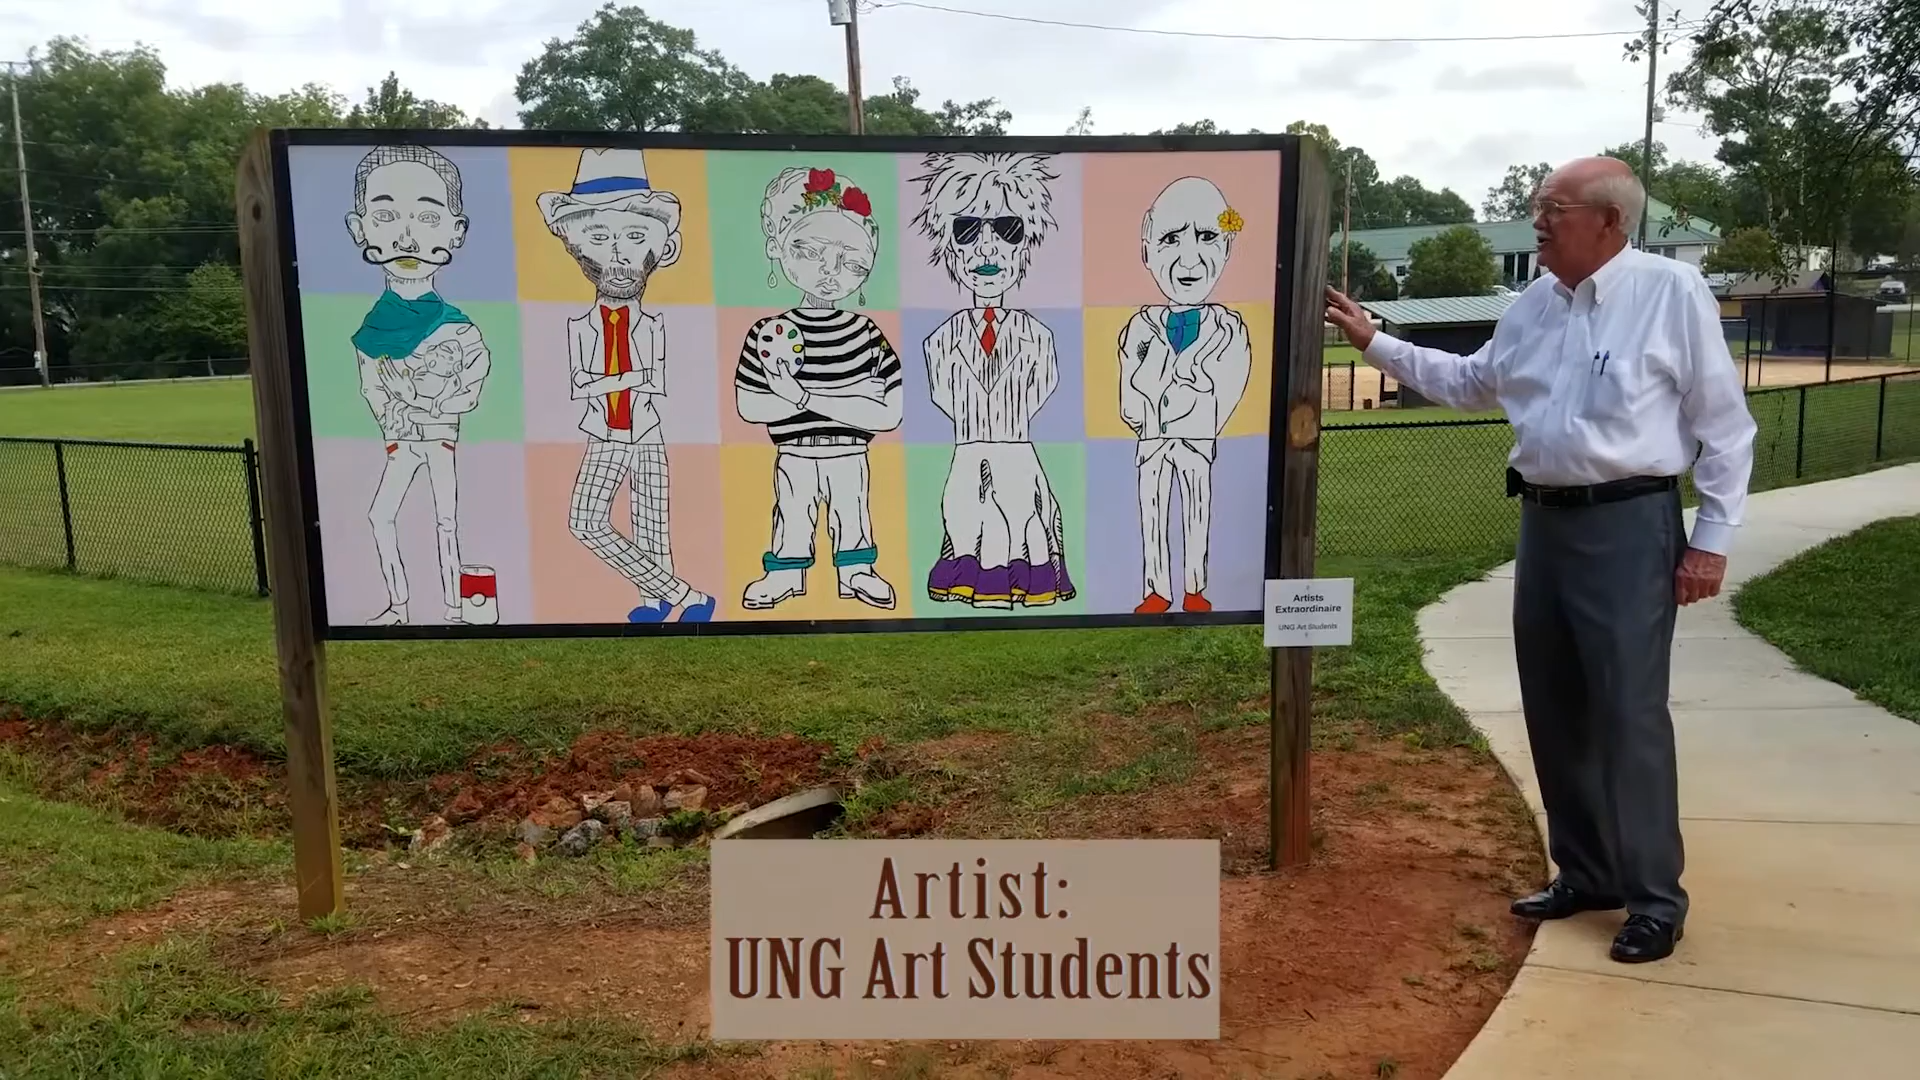 Artists
Extraordinaire
UNG Art Students
Artist:
UNG Art Students